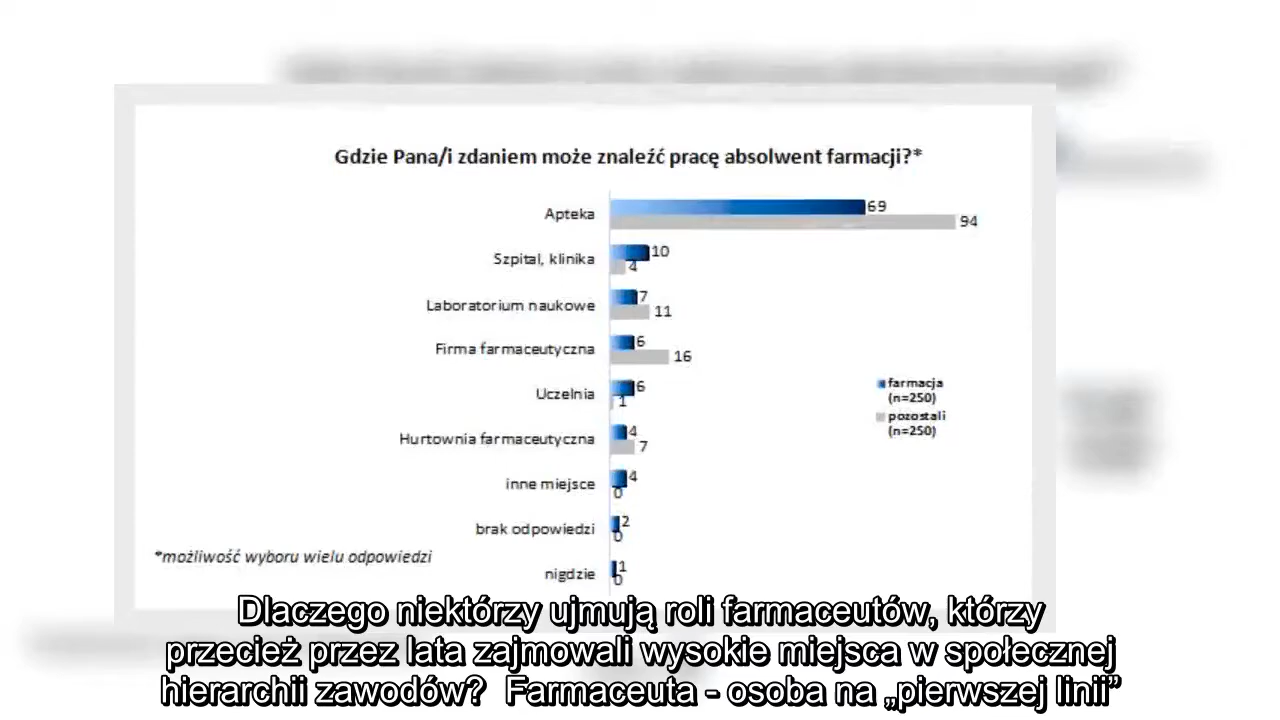 Gdzie Pana/i zdaniem może znaleźć pracę absolwent farmacji?*
Apteka 69 94
Szpital, klinika 10 4
Laboratorium naukowe 7 11
Firma farmaceutyczna 6 16
Uczelnia 6 1
Hurtownia farmaceutyczna 4 7
inne miejsce 4 0
brak odpowiedzi 2 0
nigdzie 1 0
farmacja
(n=250)
pozostali
(n=250)
*możliwość wyboru wielu odpowiedzi
Dlaczego niektórzy ujmują roli farmaceutów, którzy
przecież przez lata zajmowali wysokie miejsca w społecznej
hierarchii zawodów? Farmaceuta - osoba na „pierwszej linii”